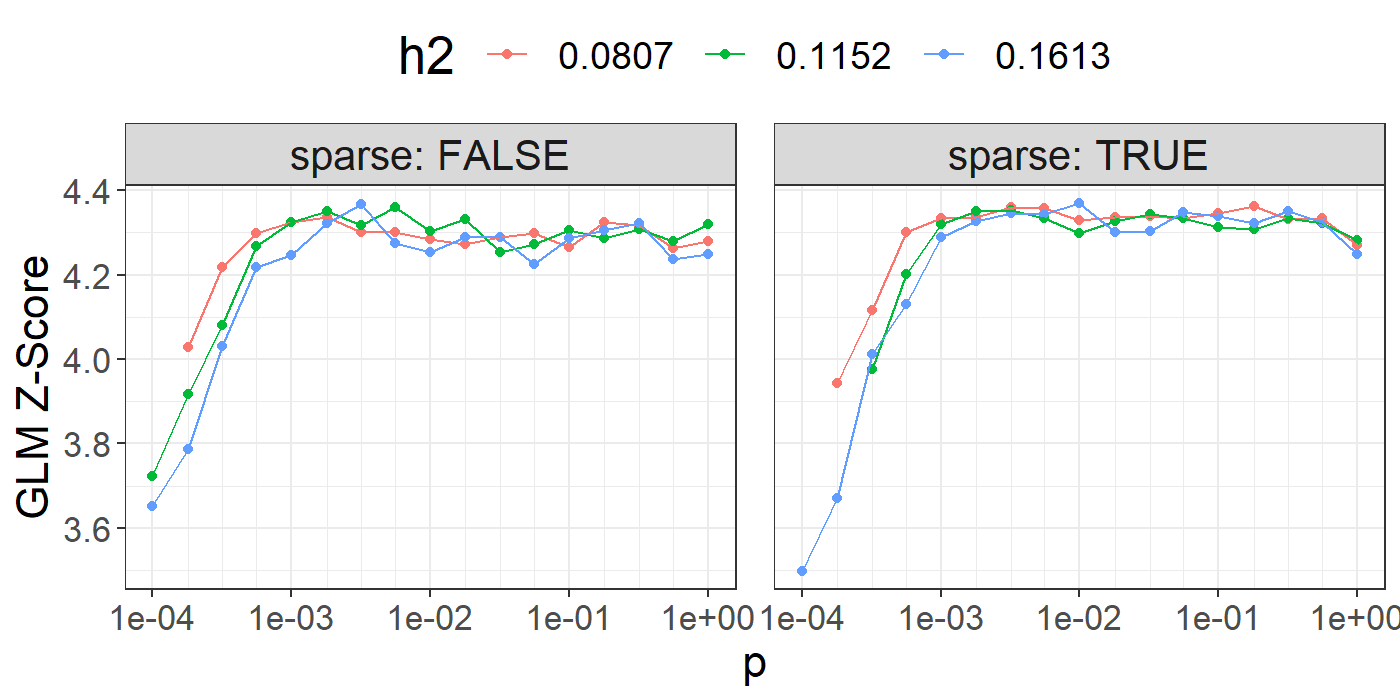 h2 0.0807 0.1152 0.1613
sparse: FALSE sparse: TRUE
GLM Z-Score
4.4
4.2
4.0
3.8
3.6
1e-04 1e-03 1e-02 1e-01 1e+00 1e-04 1e-03 1e-02 1e-01 1e+00
p